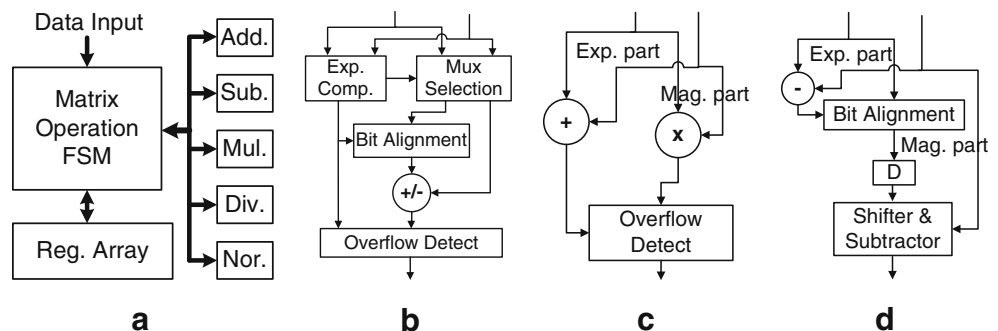 Data Input
Matrix
Operation
FSM
Reg. Array
Add.
Sub.
Mul.
Div.
Nor.
a
Exp.
Comp.
Mux
Selection
Bit Alignment
+/-
Overflow Detect
b
Exp. part
Mag. part
+
x
Overflow
Detect
c
Exp. part
-
Bit Alignment
Mag. part
D
Shifter &
Subtractor
d